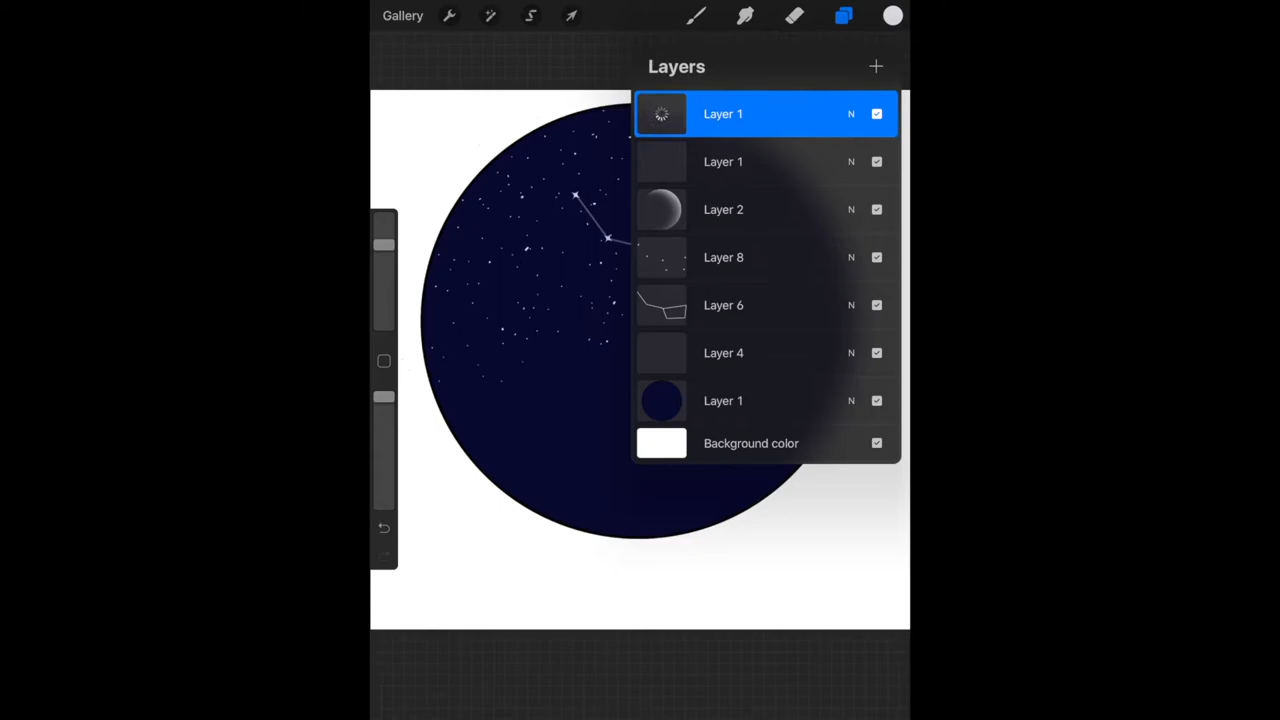 Gallery
Layers
Layer 1 N
Layer 1 N
Layer 2 N
Layer 8 N
Layer 6 N
Layer 4 N
Layer 1 N
Background color